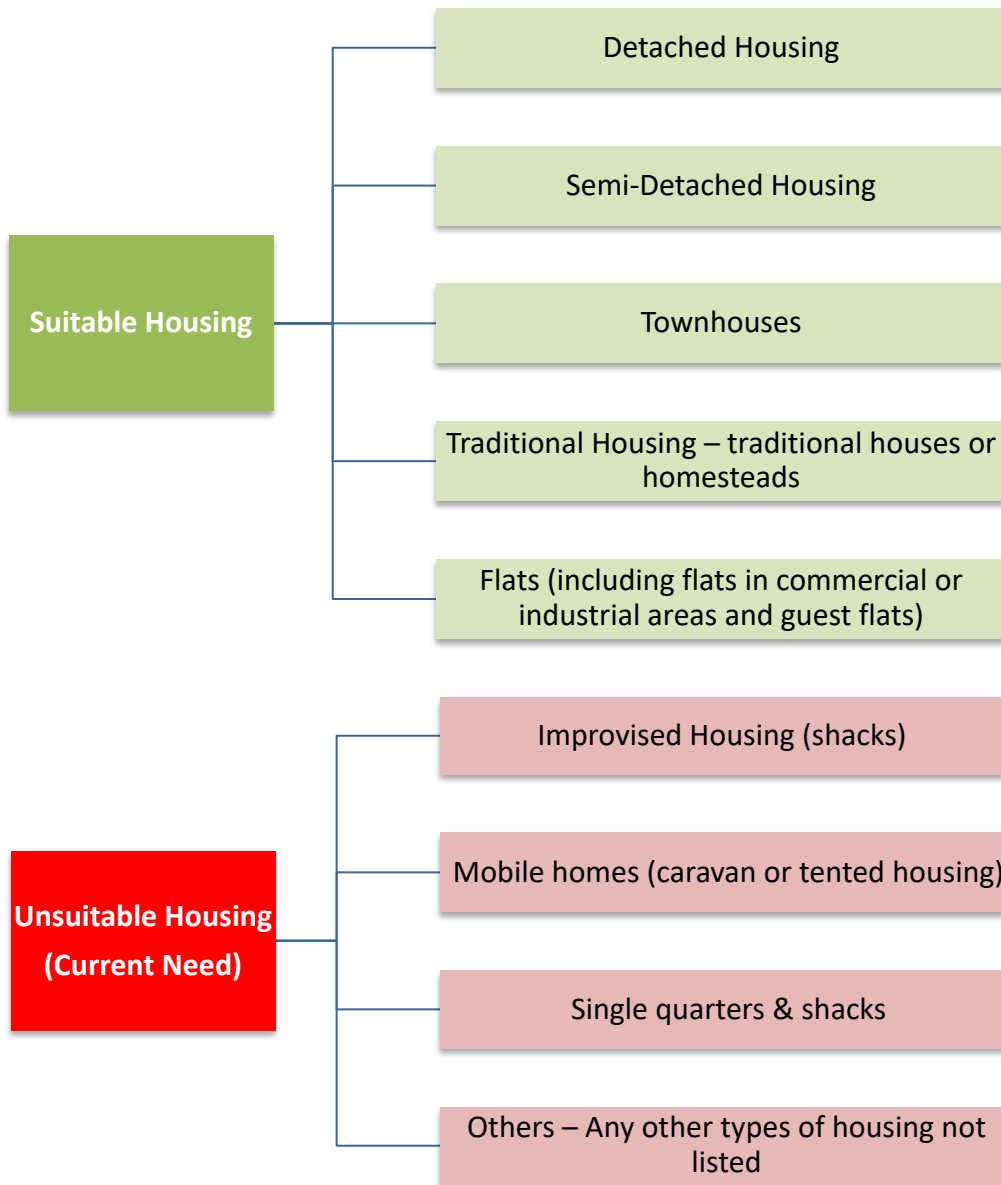 Detached Housing
Semi-Detached Housing
Suitable Housing
Townhouses
Traditional Housing – traditional houses or
homesteads
Flats (including flats in commercial or
industrial areas and guest flats)
Improvised Housing (shacks)
Mobile homes (caravan or tented housing)
Unsuitable Housing
(Current Need)
Single quarters & shacks
Others – Any other types of housing not
listed